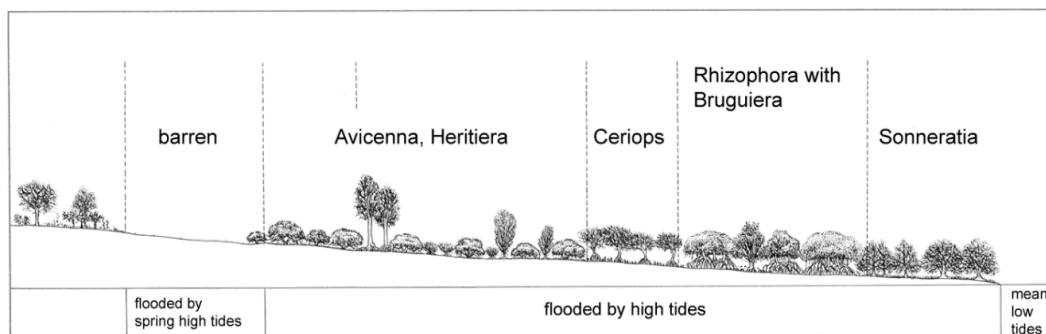 Rhizophora with
Bruguiera
barren
Avicenna, Heritiera
Ceriops
Sonneratia
flooded by
spring high tides
flooded by high tides
mean
low
tides